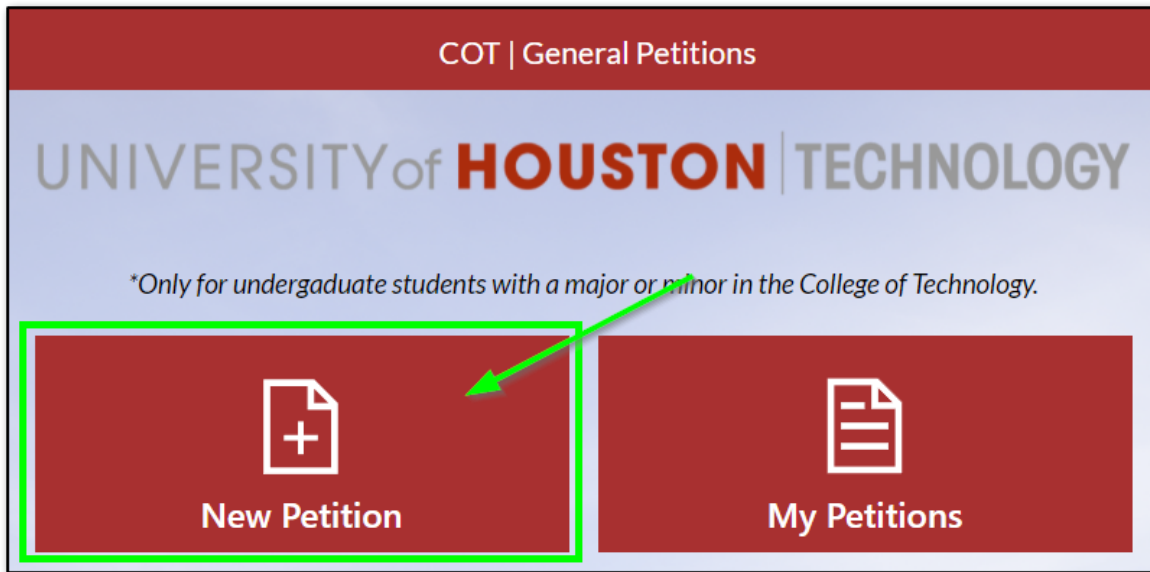 COT | General Petitions
UNIVERSITY of HOUSTON | TECHNOLOGY
*Only for undergaduate students with a major or minor in the College of Technology.
New Petition
My Petitions